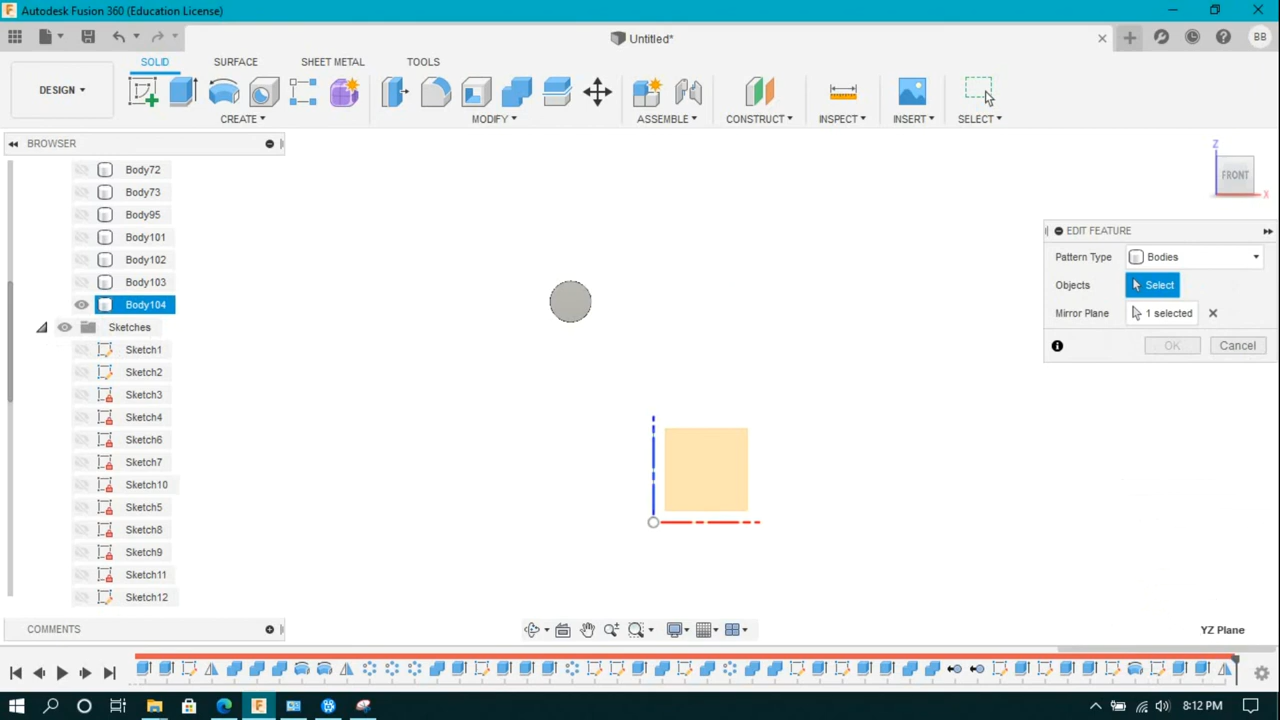 Autodesk Fusion 360 (Education License)
Untitled*
BB
DESIGN
SOLID SURFACE SHEET METAL TOOLS
CREATE MODIFY ASSEMBLE CONSTRUCT INSPECT INSERT SELECT
BROWSER
Body72
Body73
Body95
Body101
Body102
Body103
Body104
Sketches
Sketch1
Sketch2
Sketch3
Sketch4
Sketch6
Sketch7
Sketch10
Sketch5
Sketch8
Sketch9
Sketch11
Sketch12
COMMENTS
Z
FRONT
X
EDIT FEATURE
Pattern Type Bodies
Objects Select
Mirror Plane 1 selected
OK Cancel
YZ Plane
8:12 PM